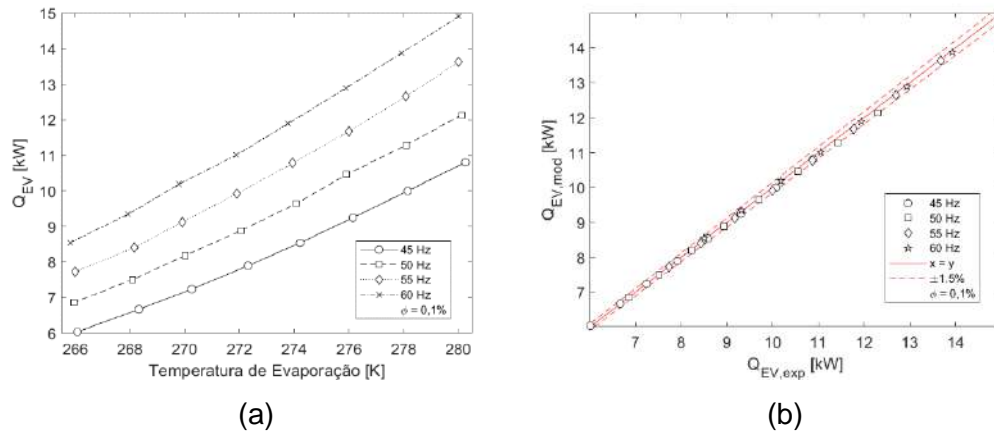 15
14
13
12
11
10
9
8
7
6
Q_EV [kW]
266 268 270 272 274 276 278 280
Temperatura de Evaporação [K]
45 Hz
50 Hz
55 Hz
60 Hz
ϕ = 0,1%
(a)
14
13
12
11
10
9
8
7
6
Q_EV,mod [kW]
7 8 9 10 11 12 13 14
Q_EV,exp [kW]
45 Hz
50 Hz
55 Hz
60 Hz
x = y
±1.5%
ϕ = 0,1%
(b)